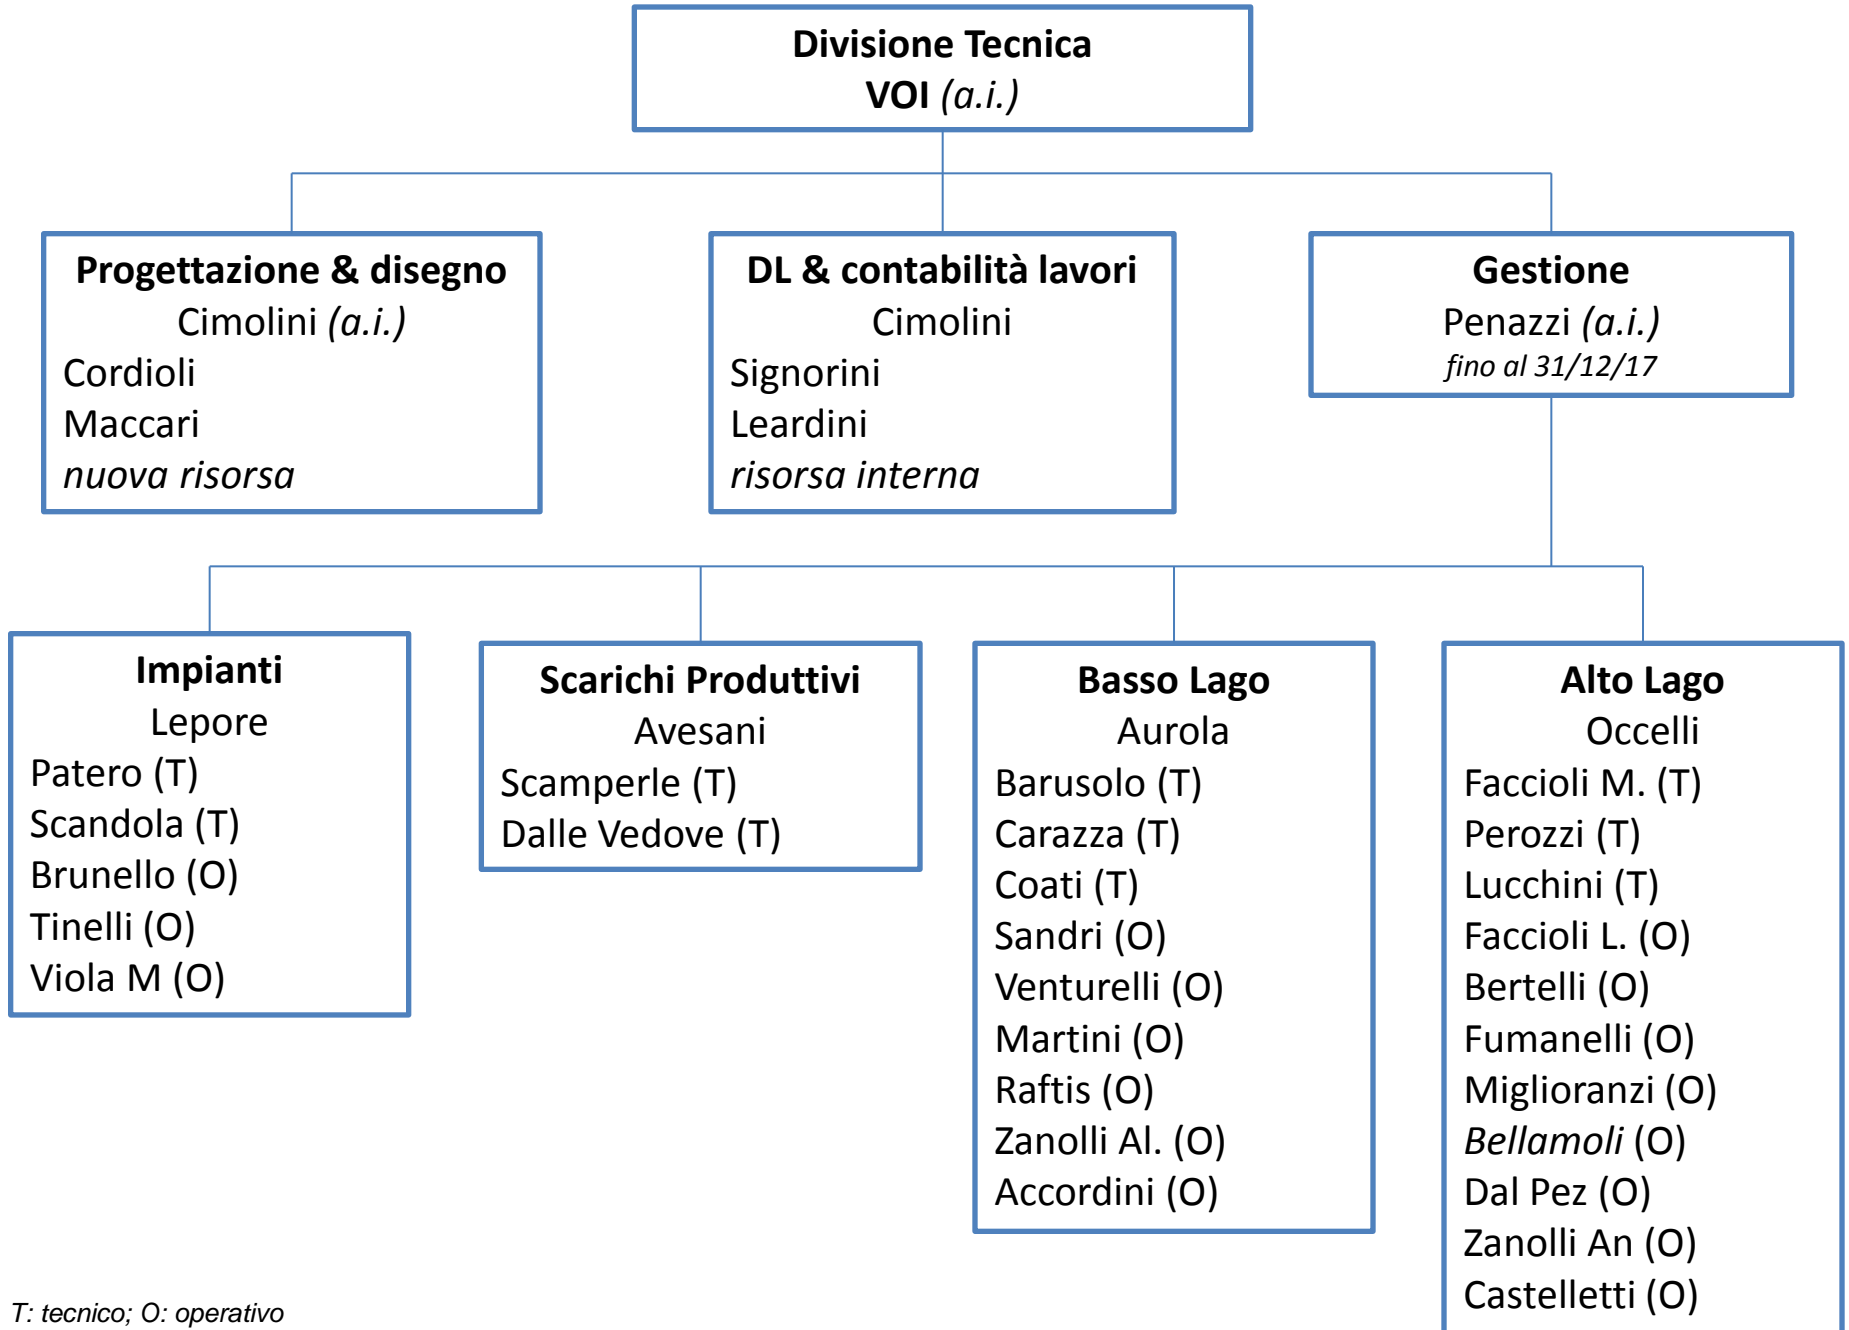 Divisione Tecnica
VOI (a.i.)
Progettazione & disegno
Cimolini (a.i.)
Cordioli
Maccari
nuova risorsa
DL & contabilità lavori
Cimolini
Signorini
Leardini
risorsa interna
Gestione
Penazzi (a.i.)
fino al 31/12/17
Impianti
Lepore
Patero (T)
Scandola (T)
Brunello (O)
Tinelli (O)
Viola M (O)
Scarichi Produttivi
Avesani
Scamperle (T)
Dalle Vedove (T)
Basso Lago
Aurola
Barusolo (T)
Carazza (T)
Coati (T)
Sandri (O)
Venturelli (O)
Martini (O)
Raftis (O)
Zanolli Al. (O)
Accordini (O)
Alto Lago
Occelli
Faccioli M. (T)
Perozzi (T)
Lucchini (T)
Faccioli L. (O)
Bertelli (O)
Fumanelli (O)
Miglioranzi (O)
Bellamoli (O)
Dal Pez (O)
Zanolli An (O)
Castelletti (O)
T: tecnico; O: operativo